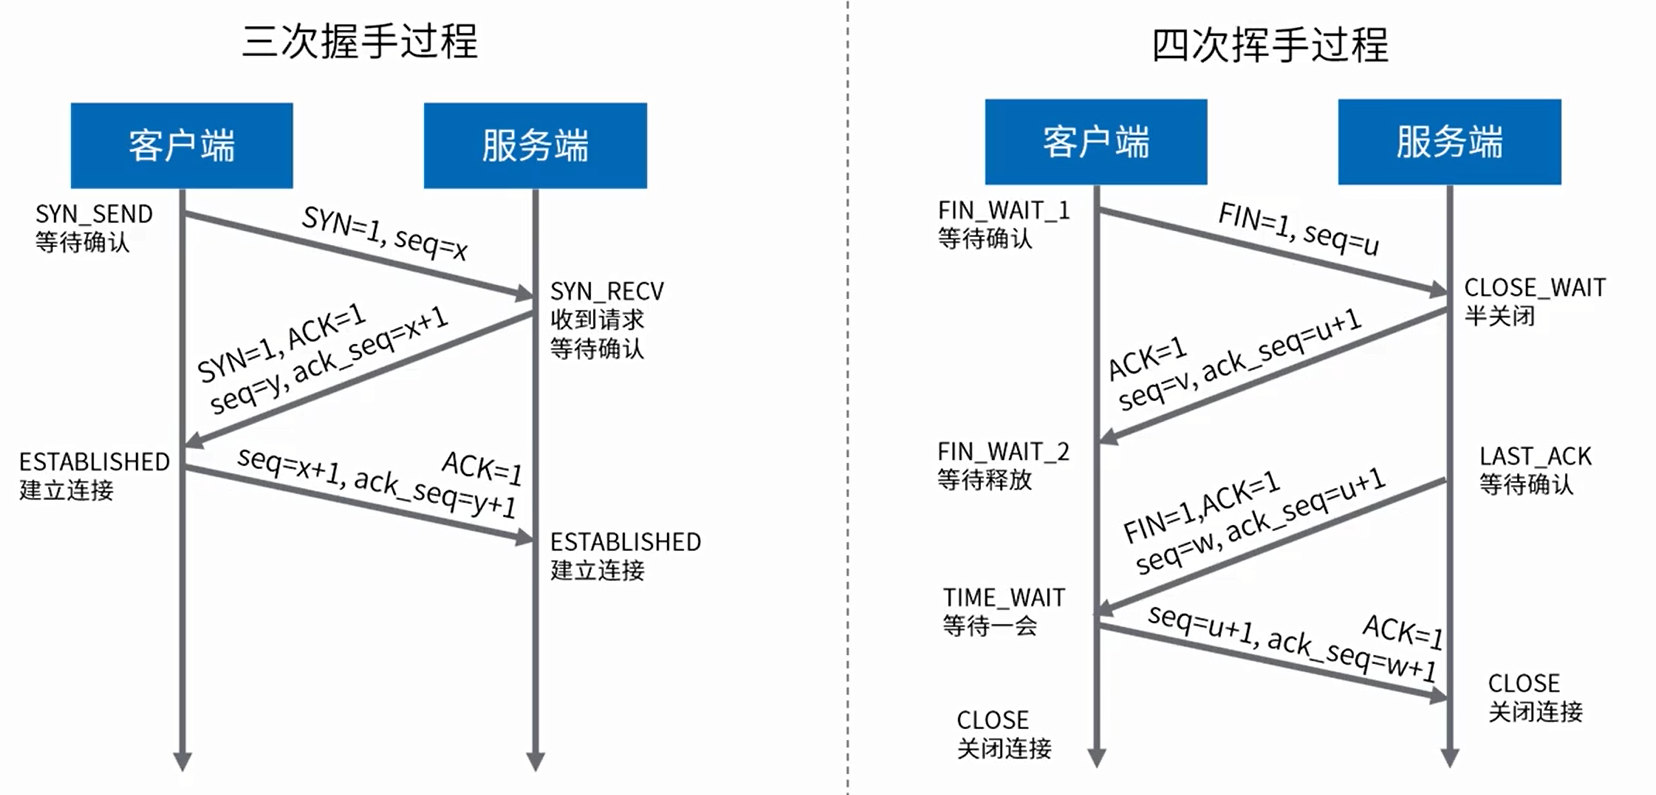 三次握手过程
客户端
服务端
SYN_SEND
等待确认
SYN=1, seq=x
SYN_RECV
收到请求
等待确认
SYN=1, ACK=1
seq=y, ack_seq=x+1
ESTABLISHED
建立连接
ACK=1
seq=x+1, ack_seq=y+1
ESTABLISHED
建立连接
四次挥手过程
客户端
服务端
FIN_WAIT_1
等待确认
FIN=1, seq=u
CLOSE_WAIT
半关闭
ACK=1
seq=v, ack_seq=u+1
FIN_WAIT_2
等待释放
LAST_ACK
等待确认
FIN=1,ACK=1
seq=w, ack_seq=u+1
TIME_WAIT
等待一会
ACK=1
seq=u+1, ack_seq=w+1
CLOSE
关闭连接
CLOSE
关闭连接